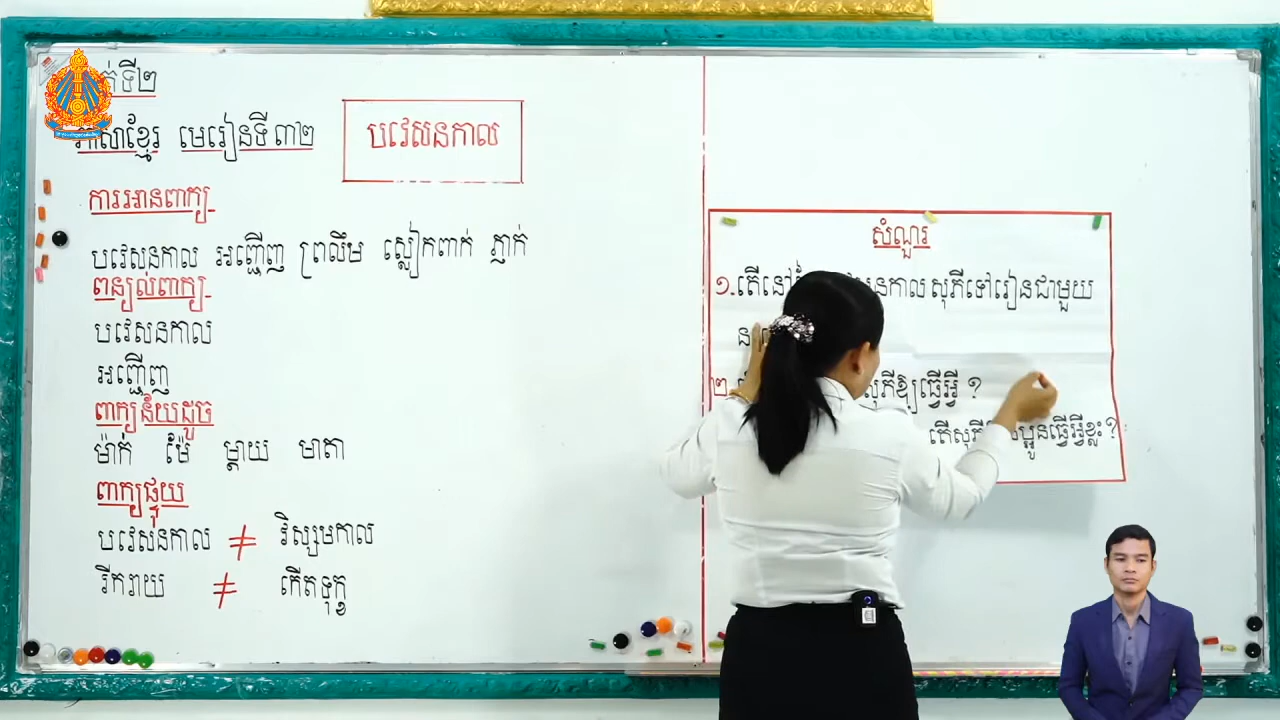 ទី២
ភាសាខ្មែរ មេរៀនទី៣២ បវេសនកាល
ការអានពាក្យ
បវេសនកាល អញ្ជើញ ព្រលឹម ស្លៀកពាក់ ភ្ញាក់
ពន្យល់ពាក្យ
បវេសនកាល
អញ្ជើញ
ពាក្យន័យដូច
ម៉ាក់ ម៉ែ ម្ដាយ មាតា
ពាក្យផ្ទុយ
បវេសនកាល ≠ វិស្សមកាល
រីករាយ ≠ កើតទុក្ខ
សំណួរ
១.តើនៅ កាល សុភីទៅរៀនជាមួយ
២. សុភីឱ្យធ្វើអ្វី ?
តើសុភី ប្អូនធ្វើអ្វីខ្លះ?